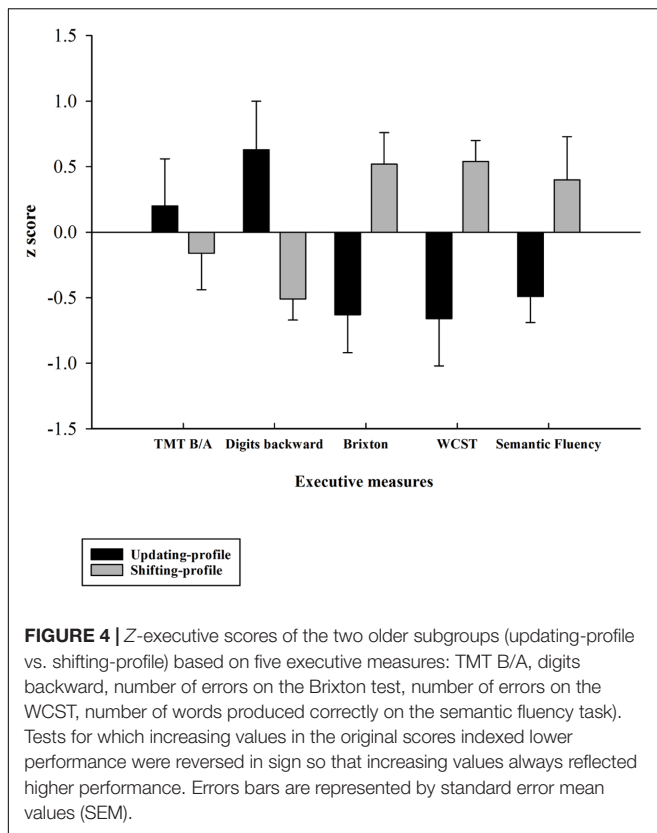 1.5
1.0
0.5
0.0
-0.5
-1.0
-1.5
z score
TMT B/A Digits backward Brixton WCST Semantic Fluency
Executive measures
Updating-profile
Shifting-profile
FIGURE 4 | Z-executive scores of the two older subgroups (updating-profile
vs. shifting-profile) based on five executive measures: TMT B/A, digits
backward, number of errors on the Brixton test, number of errors on the
WCST, number of words produced correctly on the semantic fluency task).
Tests for which increasing values in the original scores indexed lower
performance were reversed in sign so that increasing values always reflected
higher performance. Errors bars are represented by standard error mean
values (SEM).